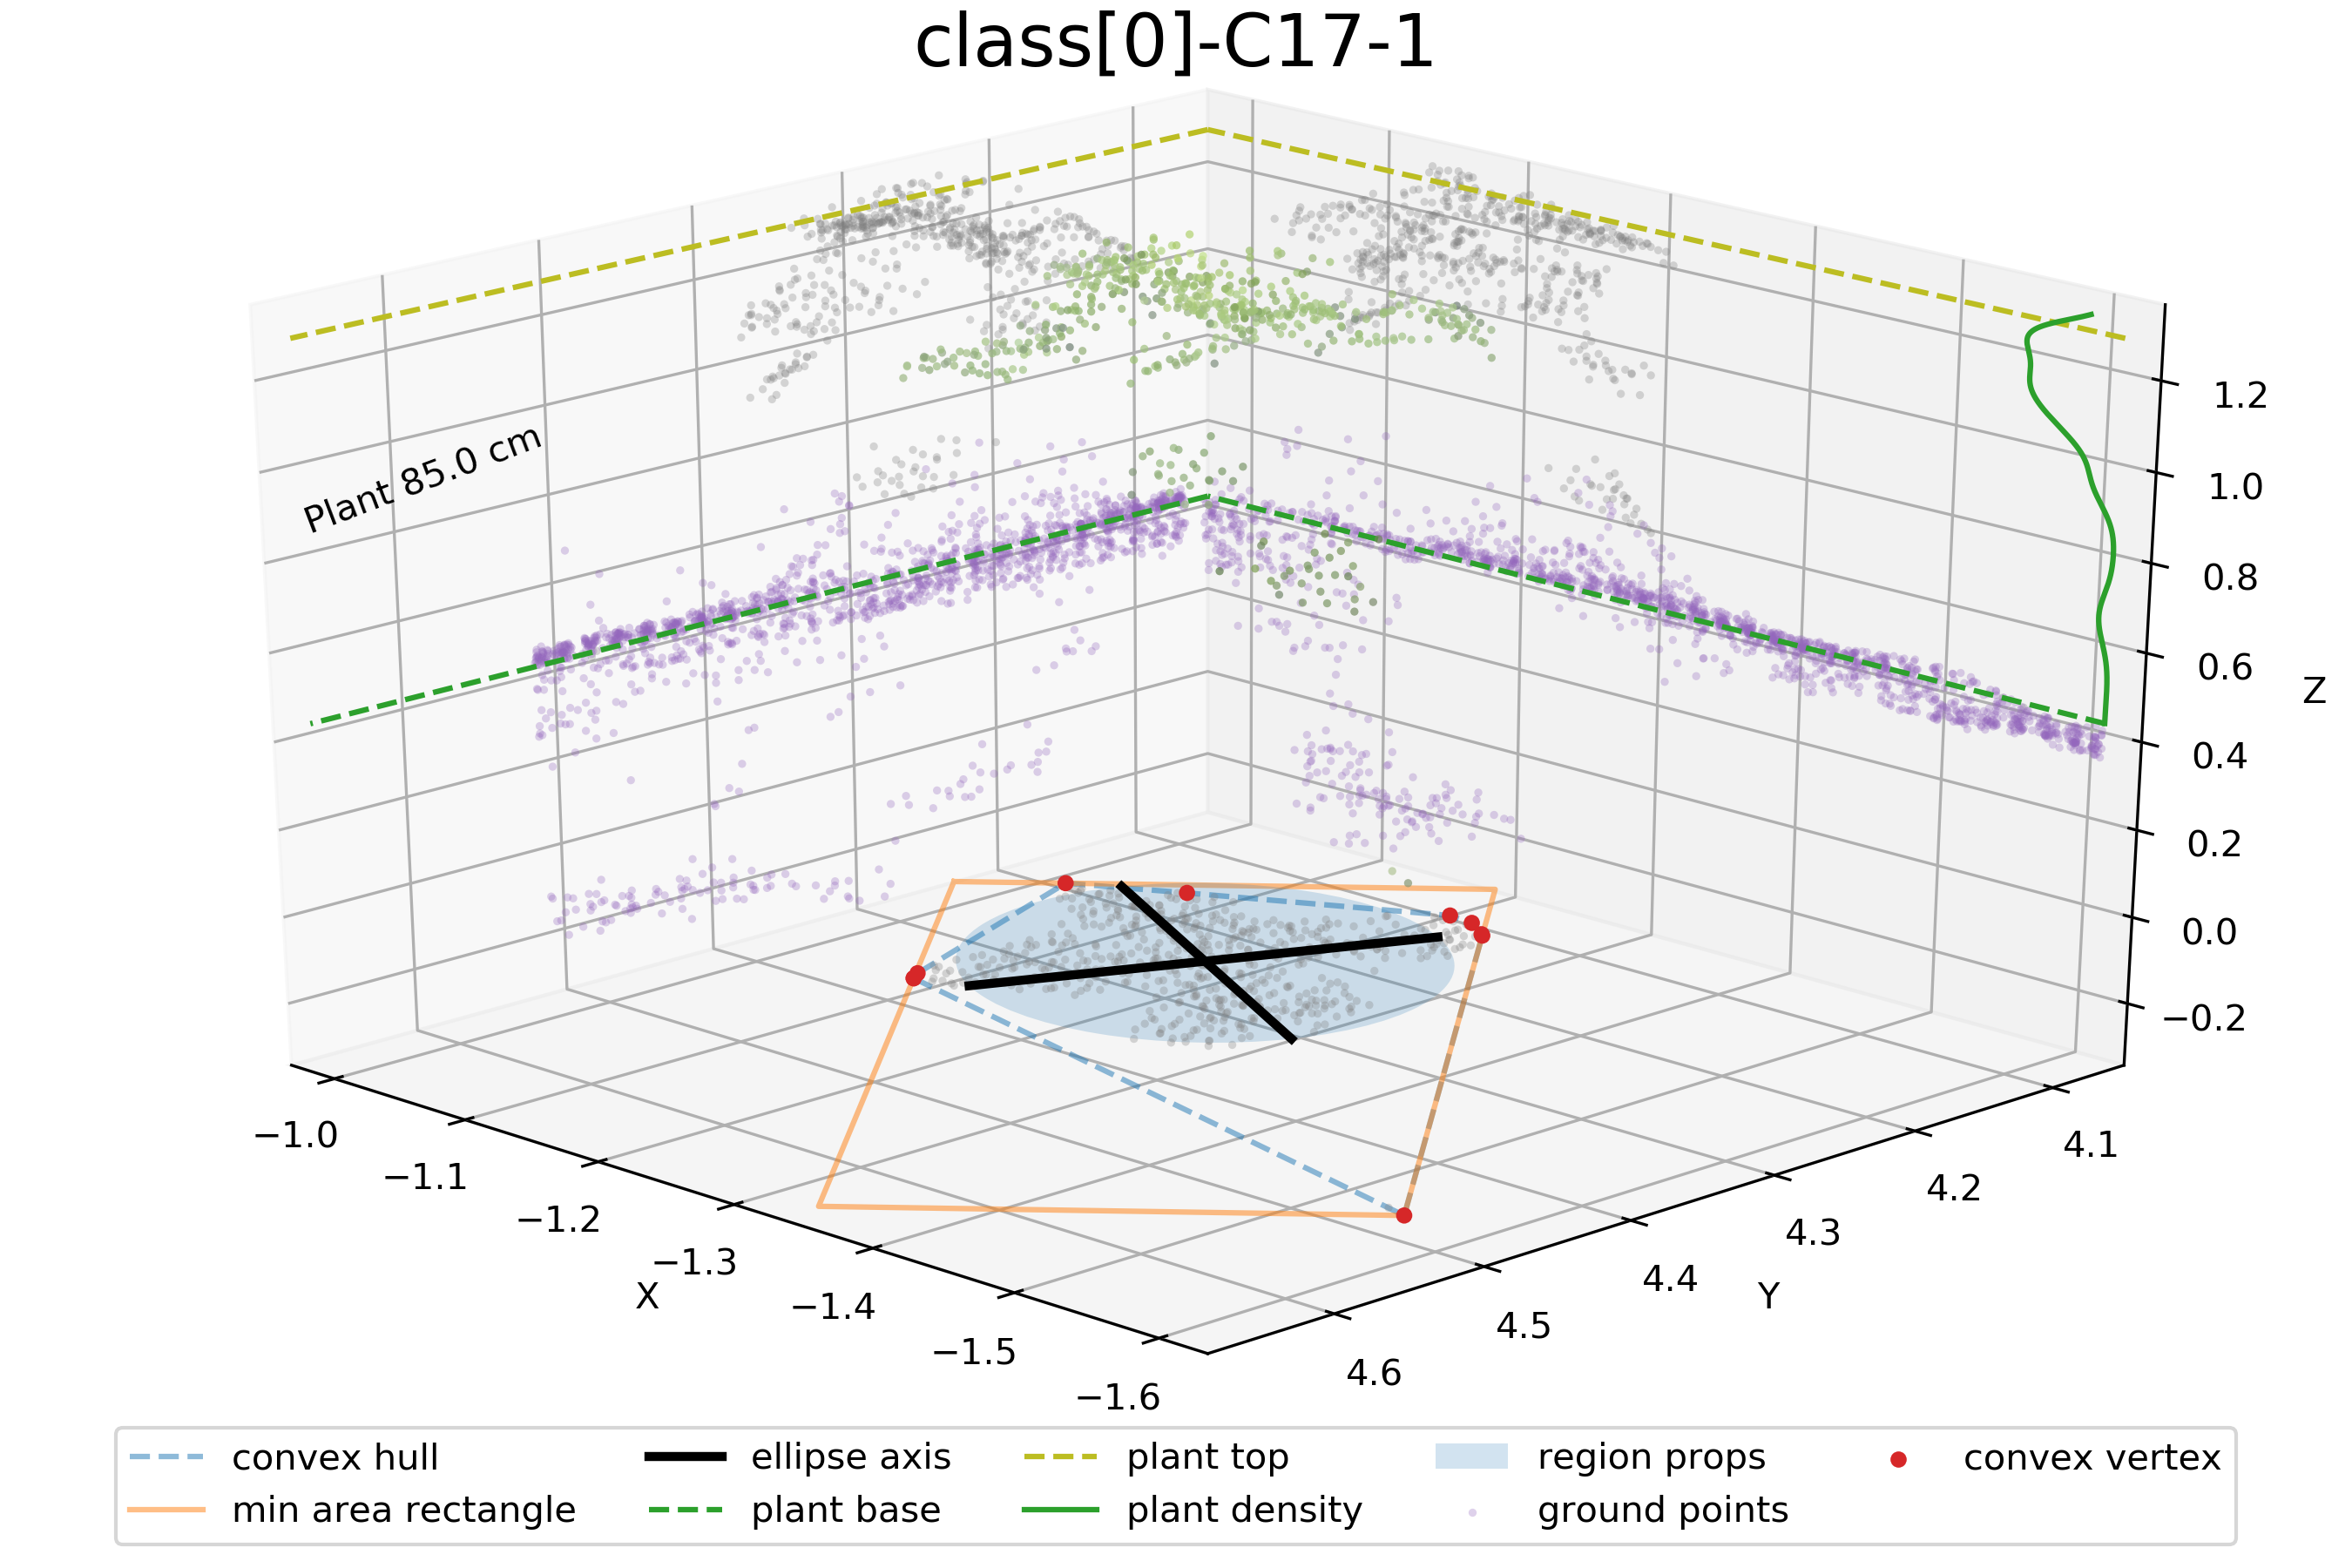 class[0]-C17-1
Plant 85.0 cm
1.2
1.0
0.8
0.6
Z
0.4
0.2
0.0
−0.2
−1.0
−1.1
−1.2
−1.3
−1.4
−1.5
−1.6
X
4.1
4.2
4.3
4.4
4.5
4.6
Y
convex hull
min area rectangle
ellipse axis
plant base
plant top
plant density
region props
ground points
convex vertex